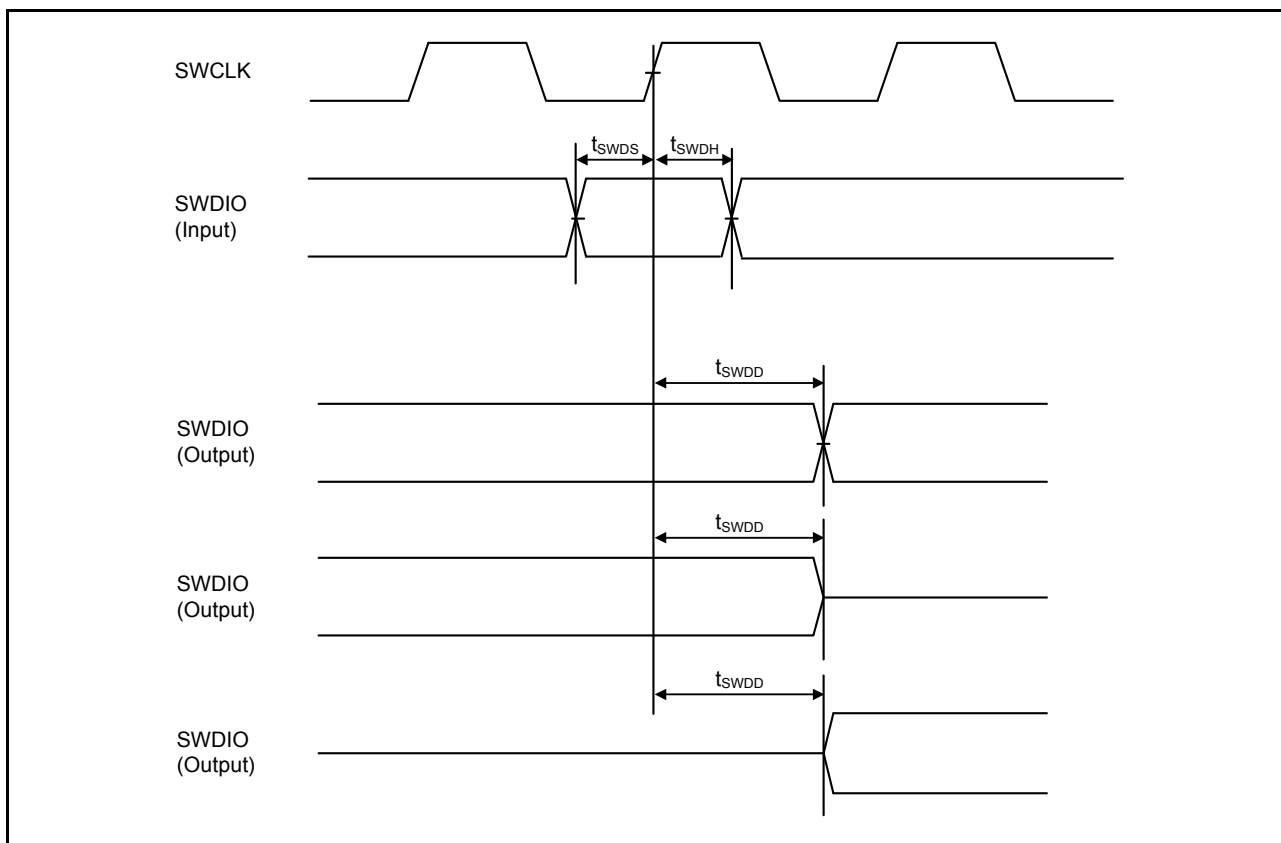 SWCLK
tSWDS
tSWDH
SWDIO
(Input)
tSWDD
SWDIO
(Output)
tSWDD
SWDIO
(Output)
tSWDD
SWDIO
(Output)